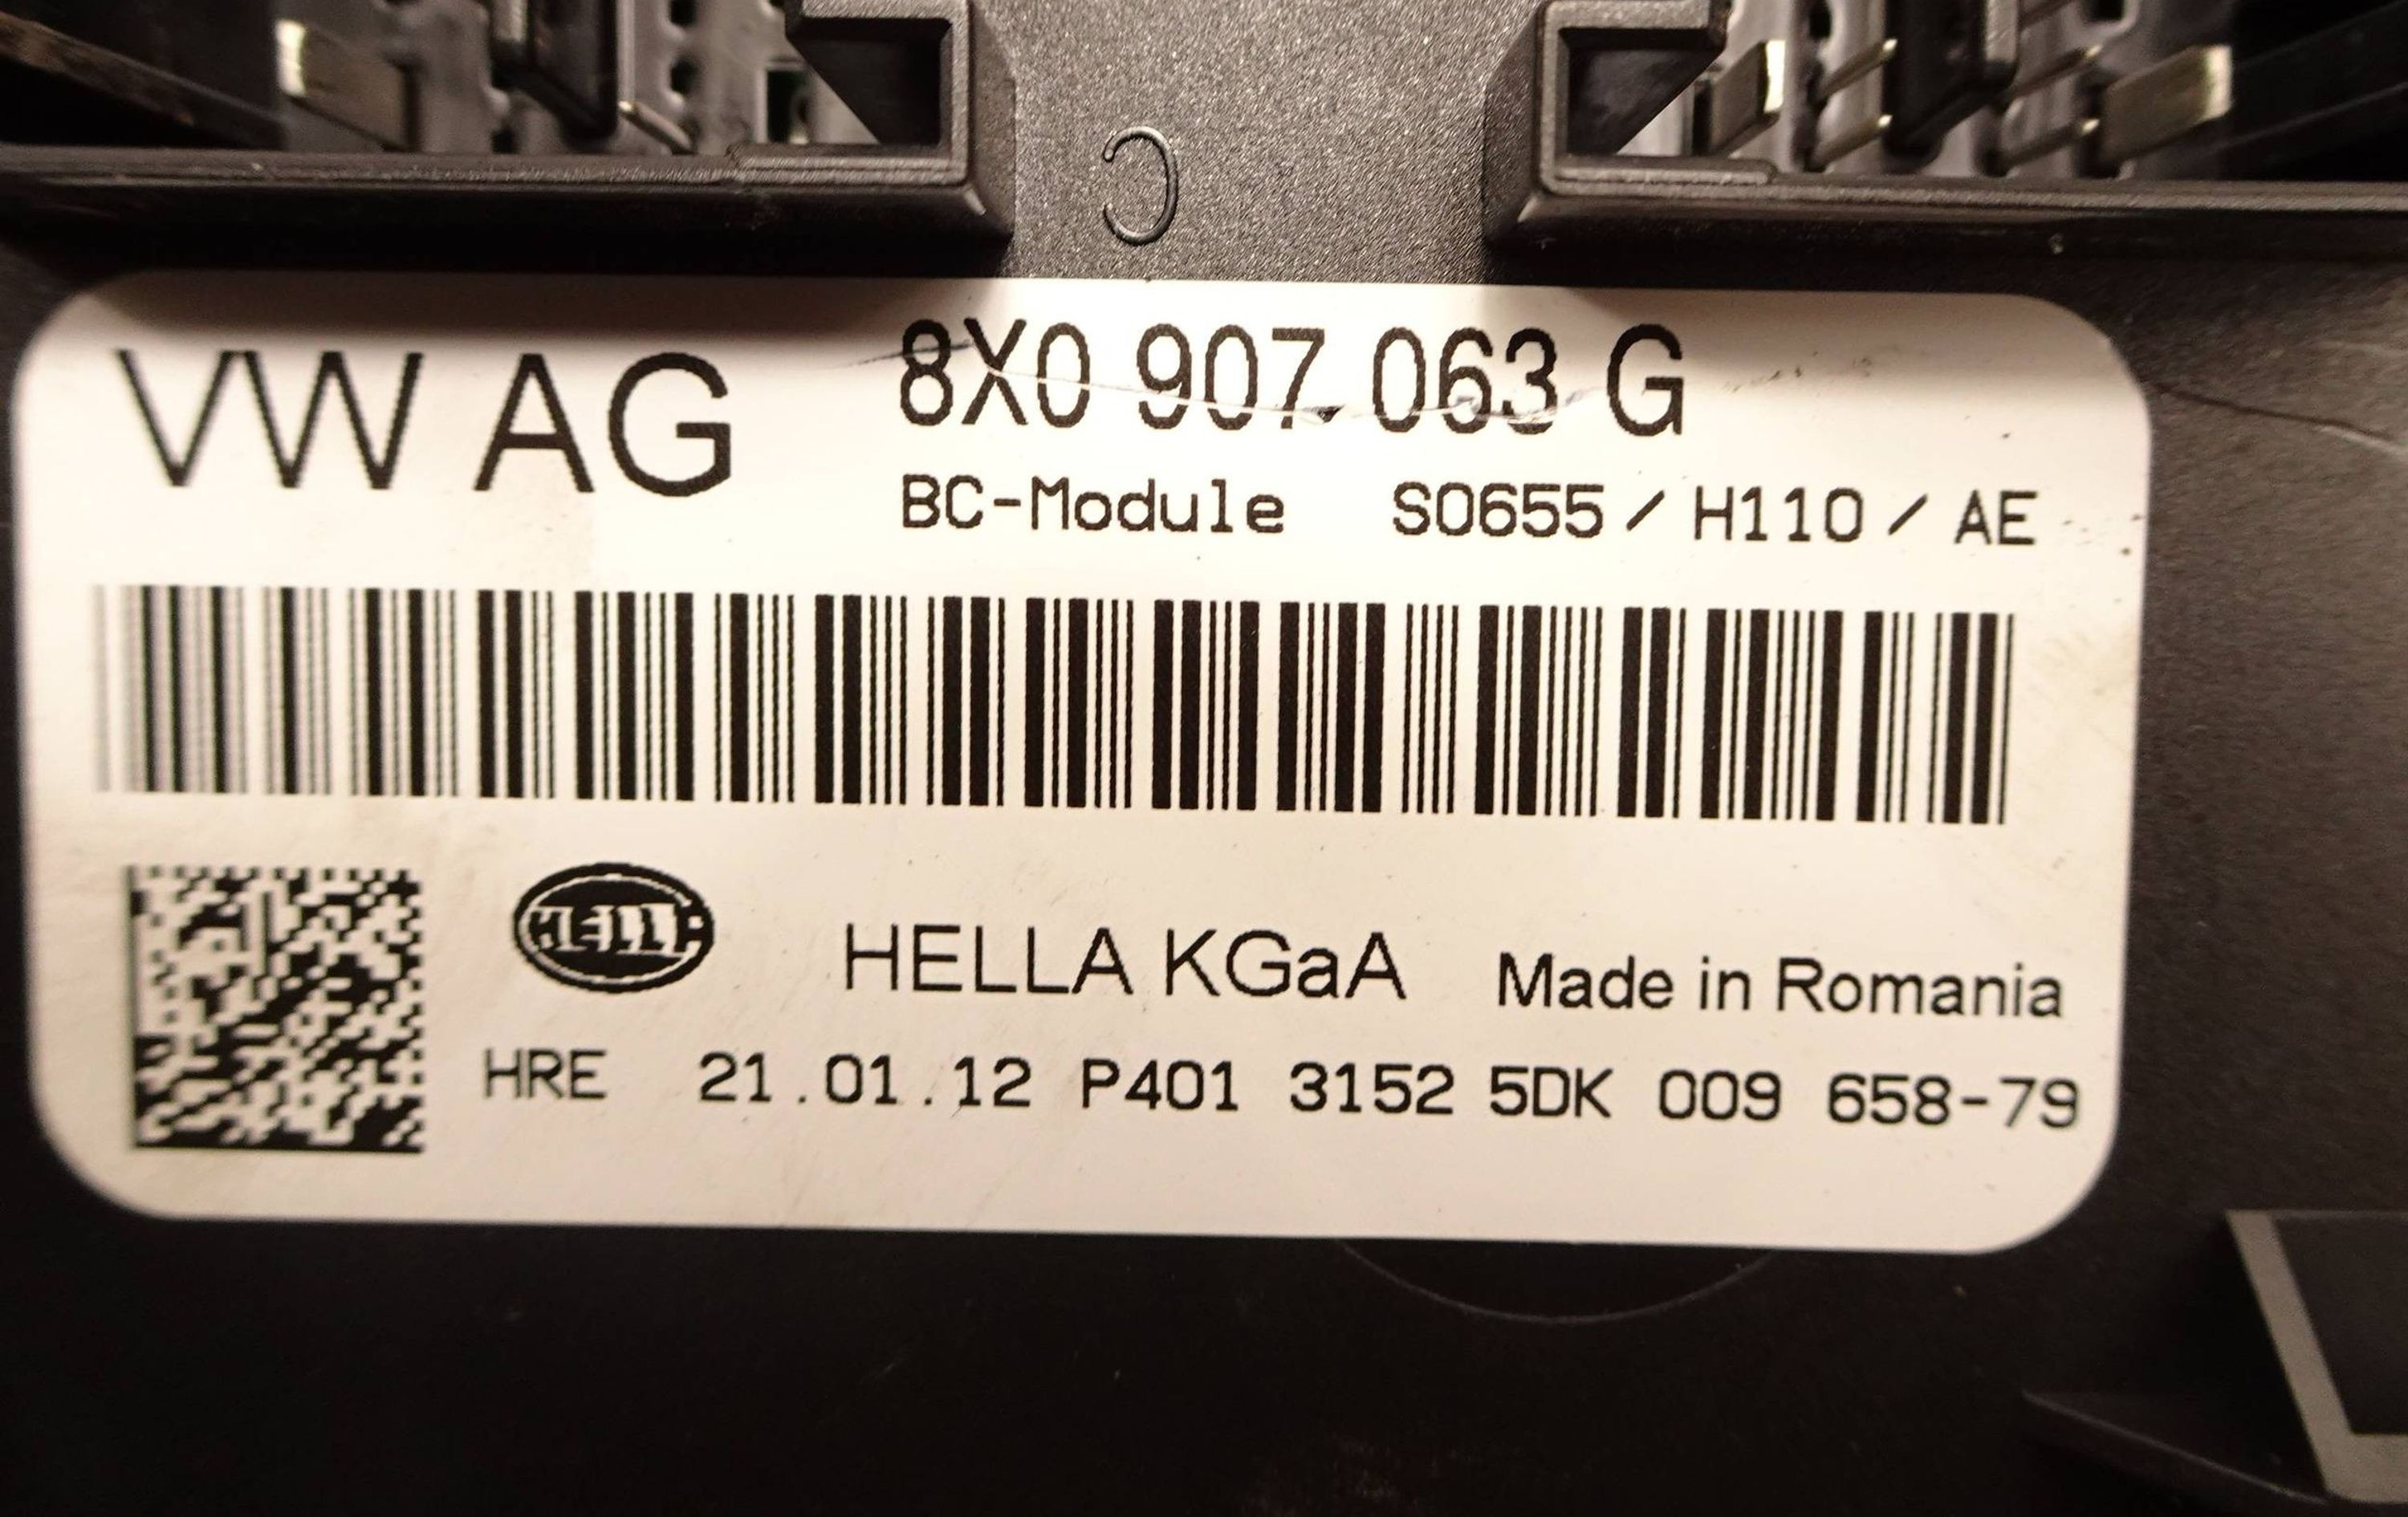 C
VW AG 8X0 907 063 G
BC-Module S0655 / H110 / AE
HELLA HELLA KGaA Made in Romania
HRE 21.01.12 P401 3152 5DK 009 658-79